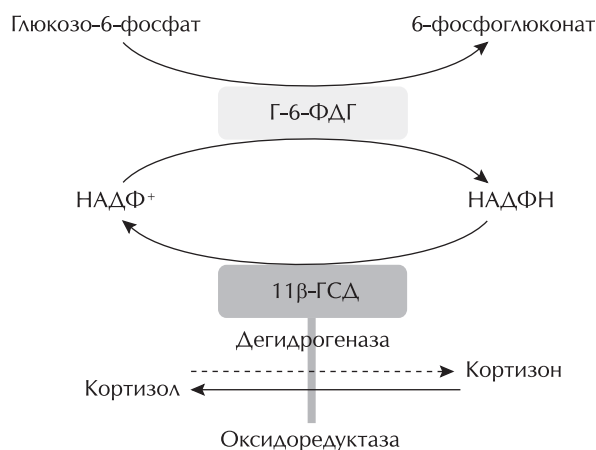 Глюкозо-6-фосфат
6-фосфоглюконат
Г-6-ФДГ
НАДФ⁺
НАДФН
11β-ГСД
Дегидрогеназа
Кортизон
Кортизол
Оксидоредуктаза